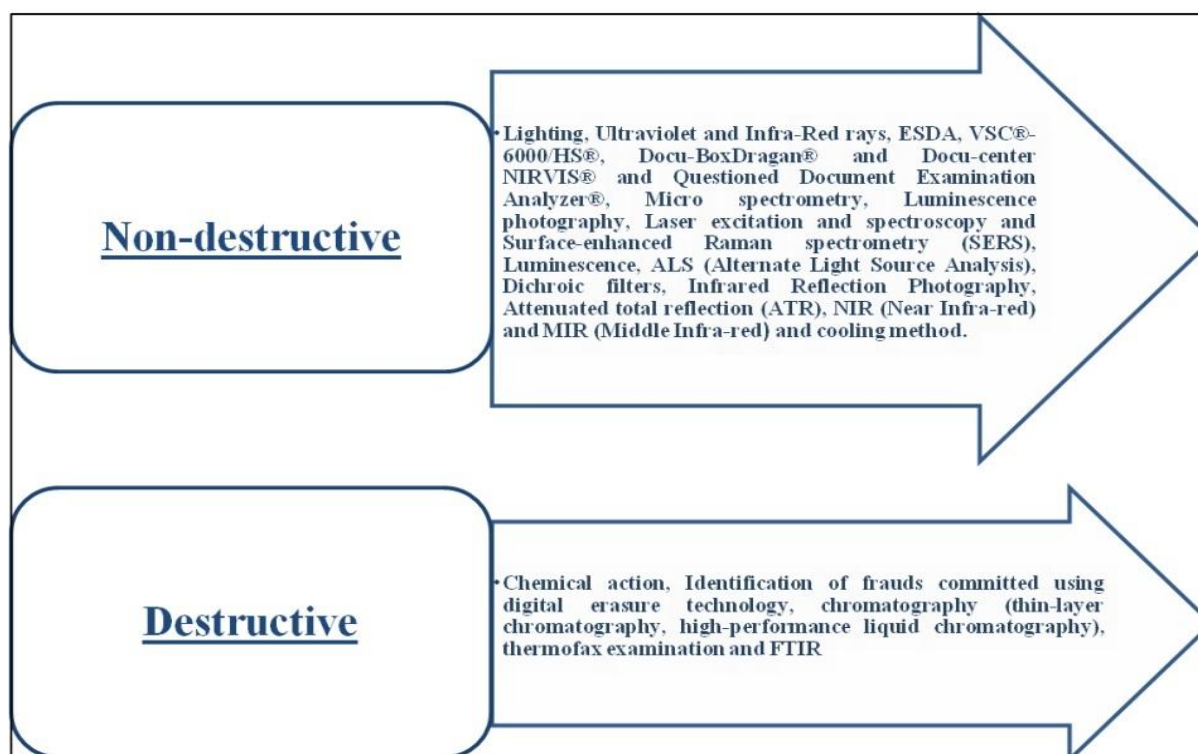 Non-destructive
• Lighting, Ultraviolet and Infra-Red rays, ESDA, VSC®-
6000/HS®, Docu-BoxDragan® and Docu-center
NIRVIS® and Questioned Document Examination
Analyzer®, Micro spectrometry, Luminescence
photography, Laser excitation and spectroscopy and
Surface-enhanced Raman spectrometry (SERS),
Luminescence, ALS (Alternate Light Source Analysis),
Dichroic filters, Infrared Reflection Photography,
Attenuated total reflection (ATR), NIR (Near Infra-red)
and MIR (Middle Infra-red) and cooling method.
Destructive
• Chemical action, Identification of frauds committed using
digital erasure technology, chromatography (thin-layer
chromatography, high-performance liquid chromatography),
thermofax examination and FTIR